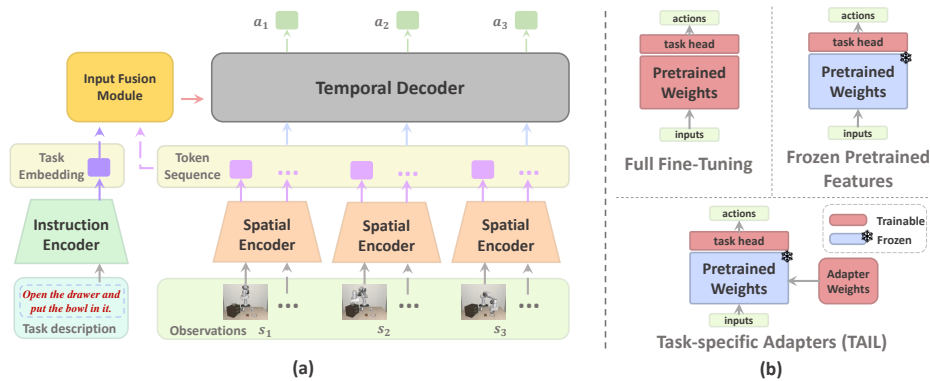 a₁ a₂ a₃
Input Fusion
Module
Temporal Decoder
Task
Embedding
Token
Sequence
...
...
...
Instruction
Encoder
Spatial
Encoder
Spatial
Encoder
Spatial
Encoder
Open the drawer and
put the bowl in it.
Task description
Observations s₁ ... s₂ ... s₃ ...
(a)
actions
task head
Pretrained
Weights
inputs
Full Fine-Tuning
actions
task head
Pretrained
Weights
inputs
Frozen Pretrained
Features
actions
task head
Pretrained
Weights
inputs
Trainable
Frozen
Adapter
Weights
Task-specific Adapters (TAIL)
(b)